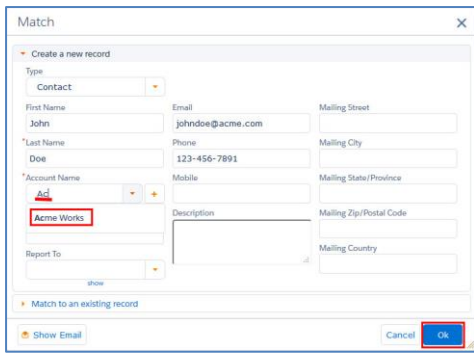 Match
Create a new record
Type
Contact
First Name Email Mailing Street
John johndoe@acme.com
*Last Name Phone Mailing City
Doe 123-456-7891
*Account Name Mobile Mailing State/Province
Ac +
Acme Works
Description Mailing Zip/Postal Code
Report To Mailing Country
show
Match to an existing record
Show Email Cancel Ok